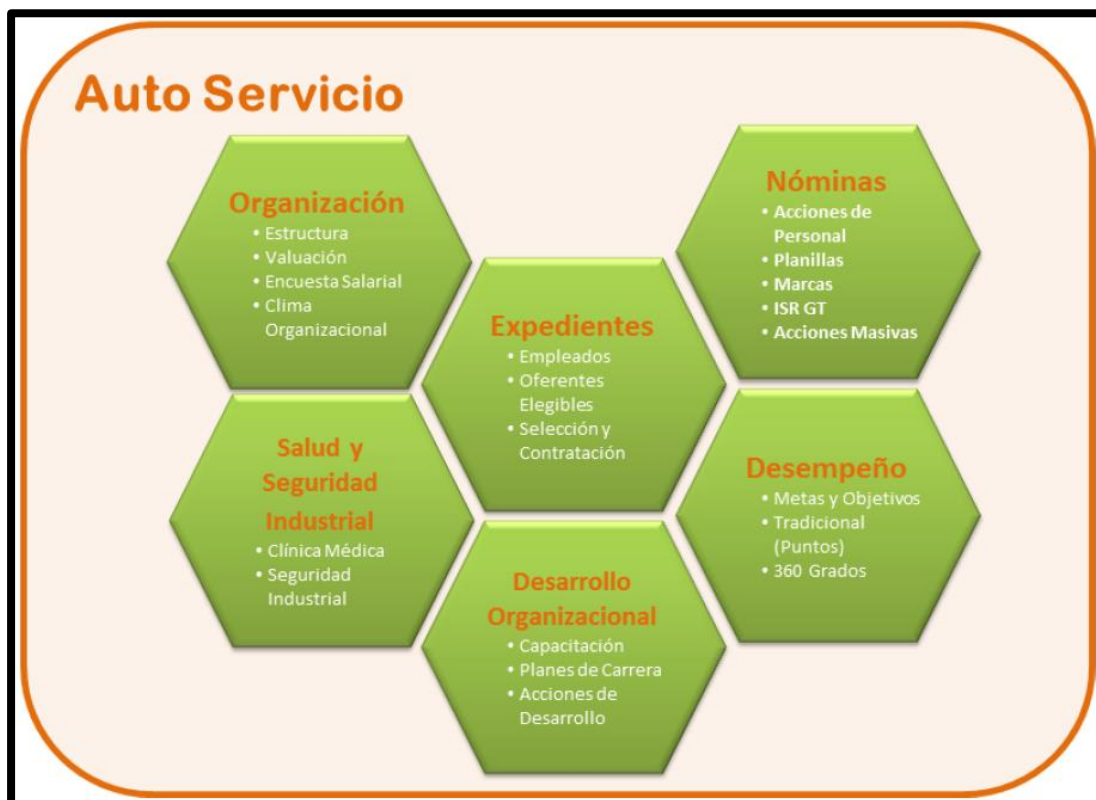 Auto Servicio
Organización
• Estructura
• Valuación
• Encuesta Salarial
• Clima
Organizacional
Nóminas
• Acciones de
Personal
• Planillas
• Marcas
• ISR GT
• Acciones Masivas
Expedientes
• Empleados
• Oferentes
Elegibles
• Selección y
Contratación
Salud y
Seguridad
Industrial
• Clínica Médica
• Seguridad
Industrial
Desempeño
• Metas y Objetivos
• Tradicional
(Puntos)
• 360 Grados
Desarrollo
Organizacional
• Capacitación
• Planes de Carrera
• Acciones de
Desarrollo